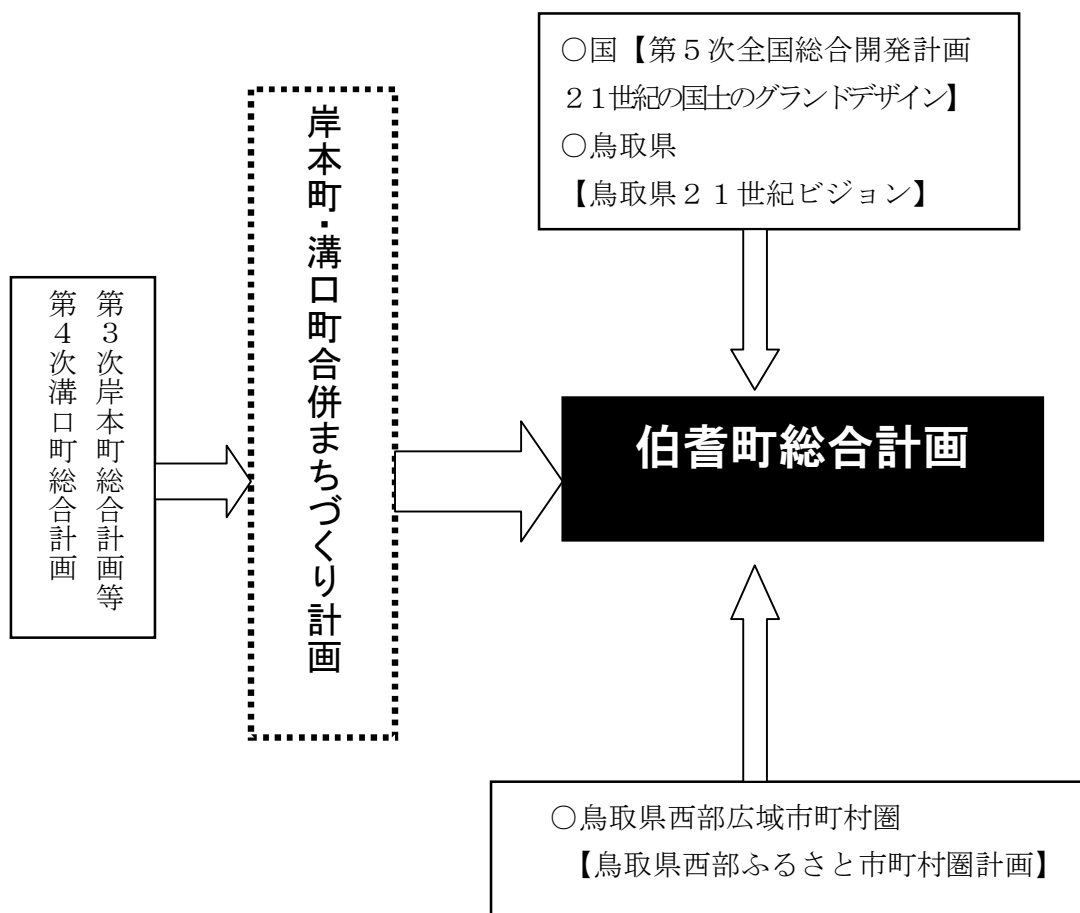 ○国【第５次全国総合開発計画
２１世紀の国土のグランドデザイン】
○鳥取県
【鳥取県２１世紀ビジョン】
第３次岸本町総合計画等
第４次溝口町総合計画
岸本町・溝口町合併まちづくり計画
伯耆町総合計画
○鳥取県西部広域市町村圏
【鳥取県西部ふるさと市町村圏計画】